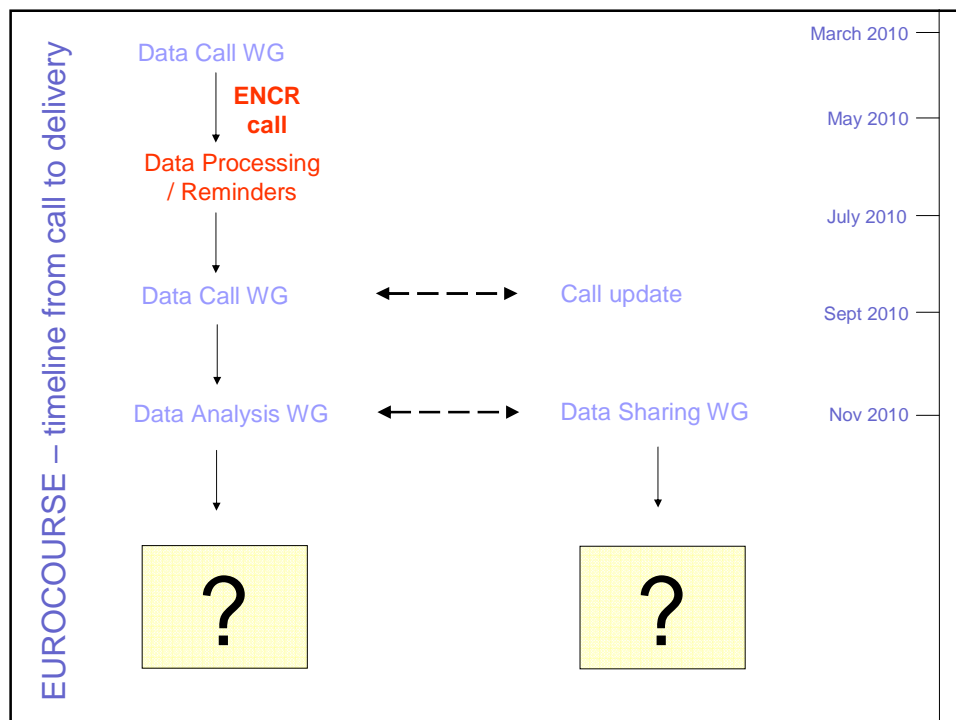 EUROCOURSE – timeline from call to delivery
Data Call WG
ENCR
call
Data Processing
/ Reminders
Data Call WG
Call update
Data Analysis WG
Data Sharing WG
?
?
March 2010
May 2010
July 2010
Sept 2010
Nov 2010